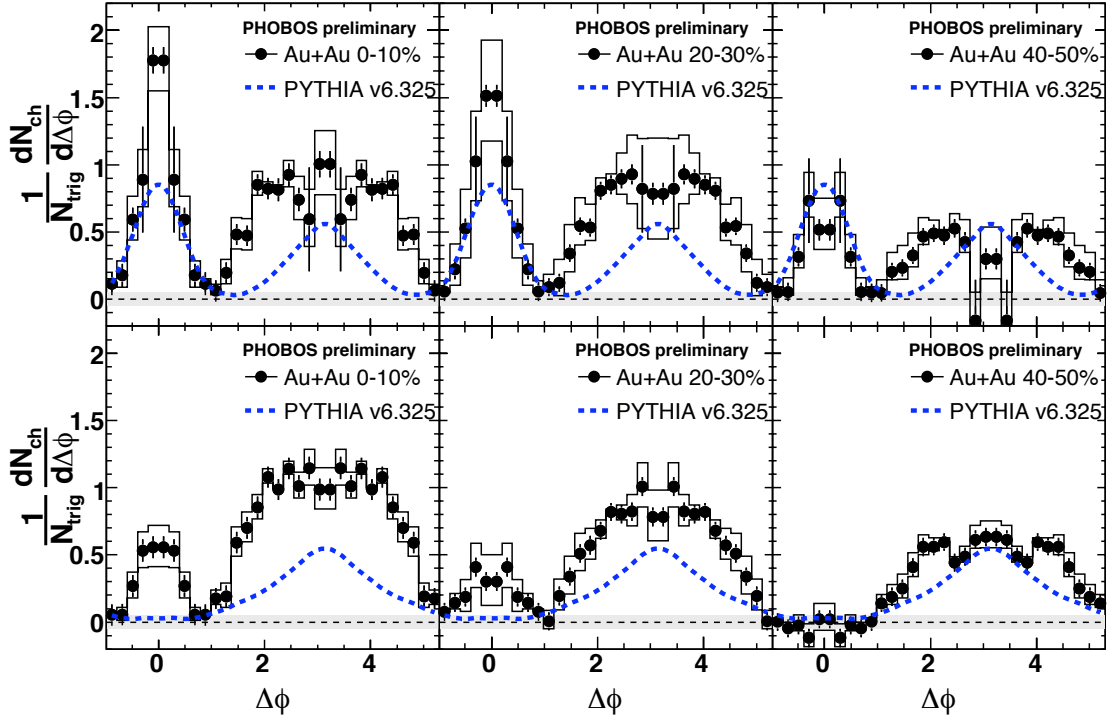 PHOBOS preliminary
Au+Au 0-10%
PYTHIA v6.325
PHOBOS preliminary
Au+Au 20-30%
PYTHIA v6.325
PHOBOS preliminary
Au+Au 40-50%
PYTHIA v6.325
2
1.5
1
0.5
0
1 dNch
Ntrig dΔϕ
PHOBOS preliminary
Au+Au 0-10%
PYTHIA v6.325
PHOBOS preliminary
Au+Au 20-30%
PYTHIA v6.325
PHOBOS preliminary
Au+Au 40-50%
PYTHIA v6.325
2
1.5
1
0.5
0
1 dNch
Ntrig dΔϕ
0 2 4 0 2 4 0 2 4
Δϕ Δϕ Δϕ